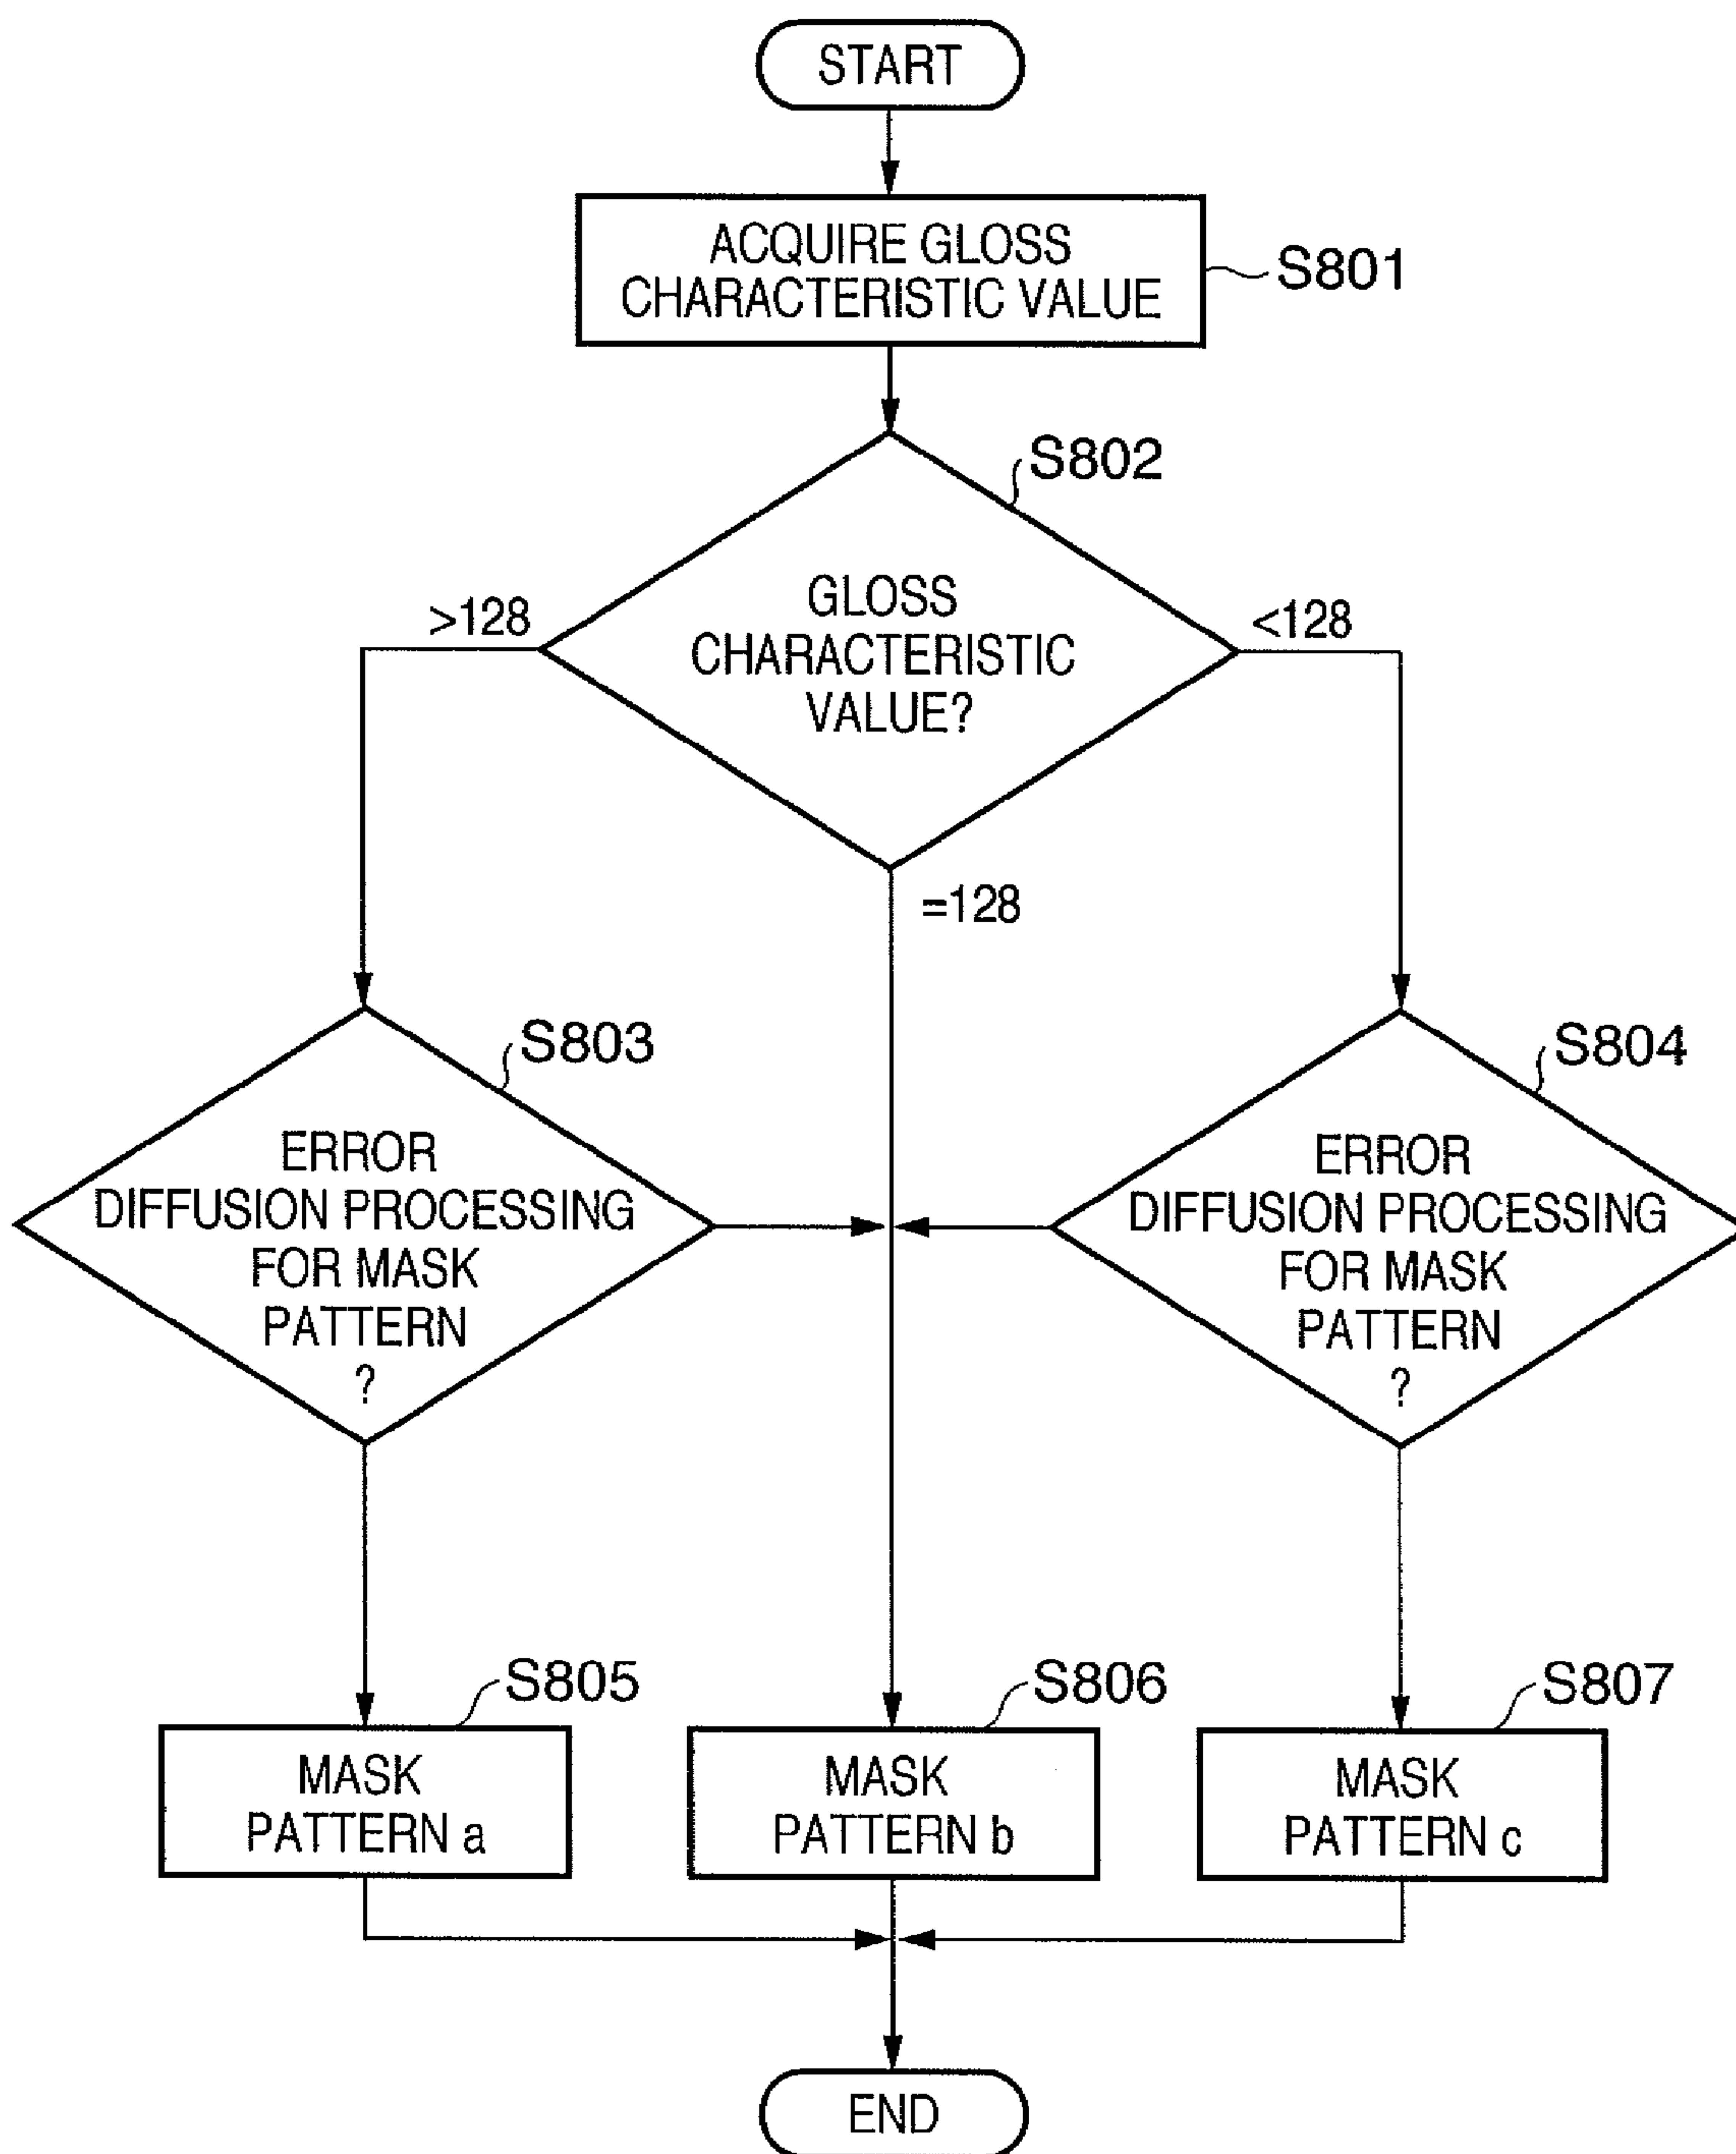 START
ACQUIRE GLOSS
CHARACTERISTIC VALUE
S801
S802
GLOSS
CHARACTERISTIC
VALUE?
>128
<128
=128
S803
ERROR
DIFFUSION PROCESSING
FOR MASK
PATTERN
?
S804
ERROR
DIFFUSION PROCESSING
FOR MASK
PATTERN
?
S805
MASK
PATTERN a
S806
MASK
PATTERN b
S807
MASK
PATTERN c
END